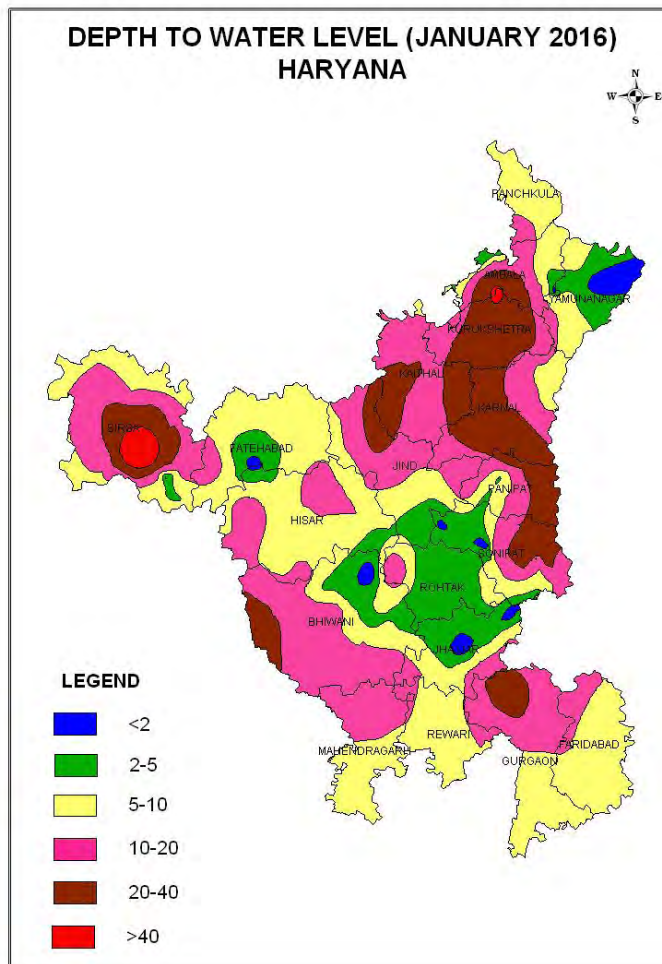 DEPTH TO WATER LEVEL (JANUARY 2016)
HARYANA
N
W E
S
PANCHKULA
AMBALA
YAMUNANAGAR
KURUKSHETRA
KAITHAL
KARNAL
SIRSA
FATEHABAD
JIND
PANIPAT
HISAR
SONIPAT
ROHTAK
BHIWANI
JHAJJAR
REWARI
MAHENDRAGARH
FARIDABAD
GURGAON
LEGEND
<2
2-5
5-10
10-20
20-40
>40